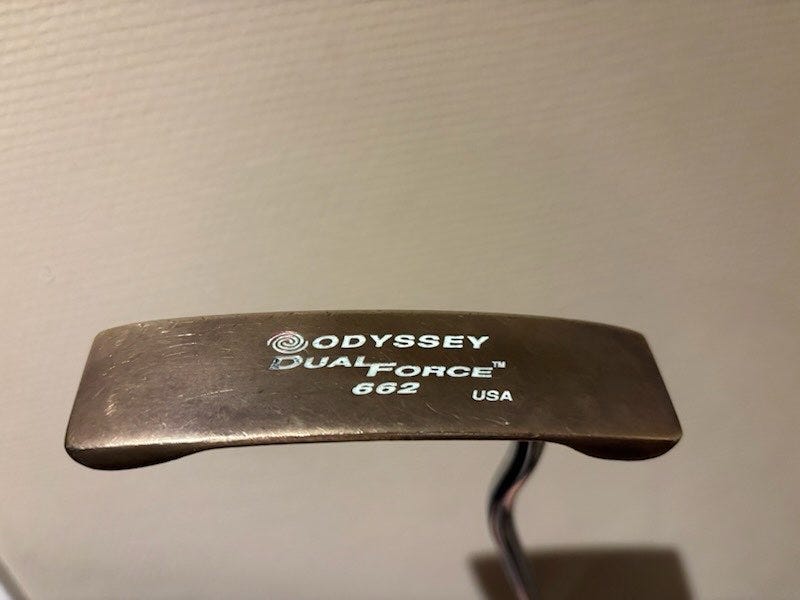 ODYSSEY
DUAL FORCE™
662
USA